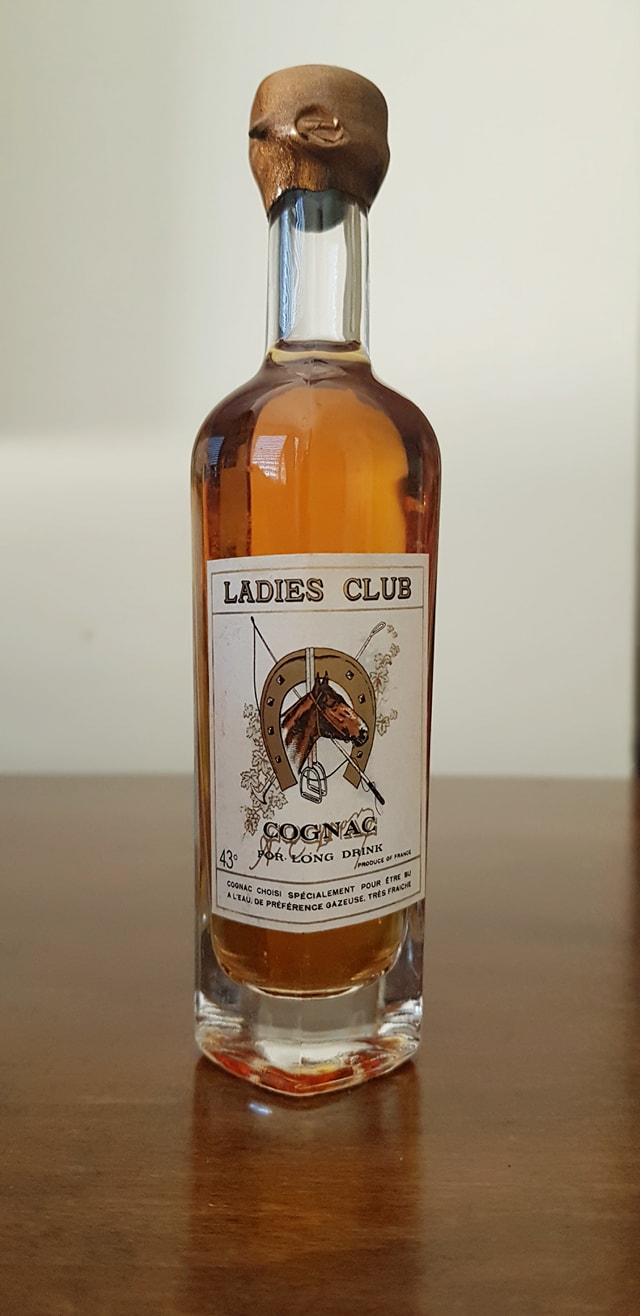 LADIES CLUB
COGNAC
43°
FOR LONG DRINK
PRODUCE OF FRANCE
COGNAC CHOISI SPÉCIALEMENT POUR ÊTRE BU
A L'EAU, DE PRÉFÉRENCE GAZEUSE, TRÈS FRAICHE